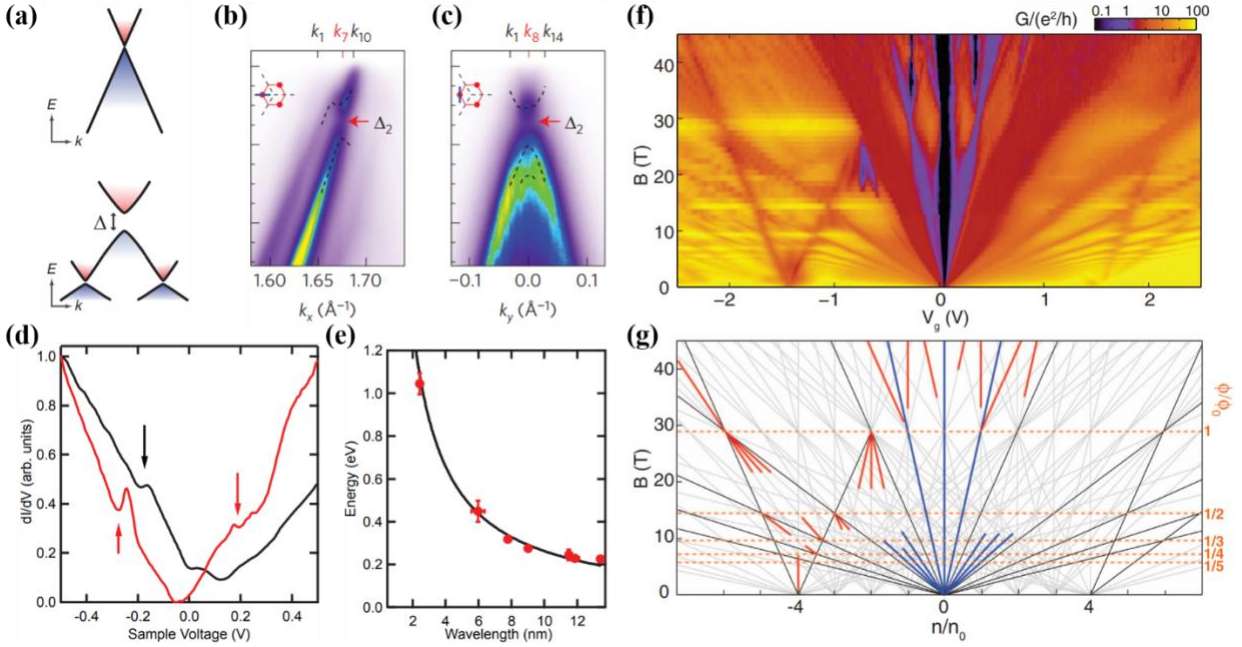 (a)
E
k
Δ
E
k
(b)
k₁ k₇ k₁₀
Δ₂
1.60 1.65 1.70
kₓ (Å⁻¹)
(c)
k₁ k₈ k₁₄
Δ₂
−0.1 0.0 0.1
kᵧ (Å⁻¹)
(d)
dI/dV (arb. units)
1.0
0.8
0.6
0.4
0.2
0.0
-0.4 -0.2 0.0 0.2 0.4
Sample Voltage (V)
(e)
Energy (eV)
1.2
1.0
0.8
0.6
0.4
0.2
0.0
2 4 6 8 10 12
Wavelength (nm)
(f)
G/(e²/h) 0.1 1 10 100
B (T)
40
30
20
10
0
−2 −1 0 1 2
V_g (V)
(g)
B (T)
40
30
20
10
0
ϕ/ϕ₀
1
1/2
1/3
1/4
1/5
-4 0 4
n/n₀